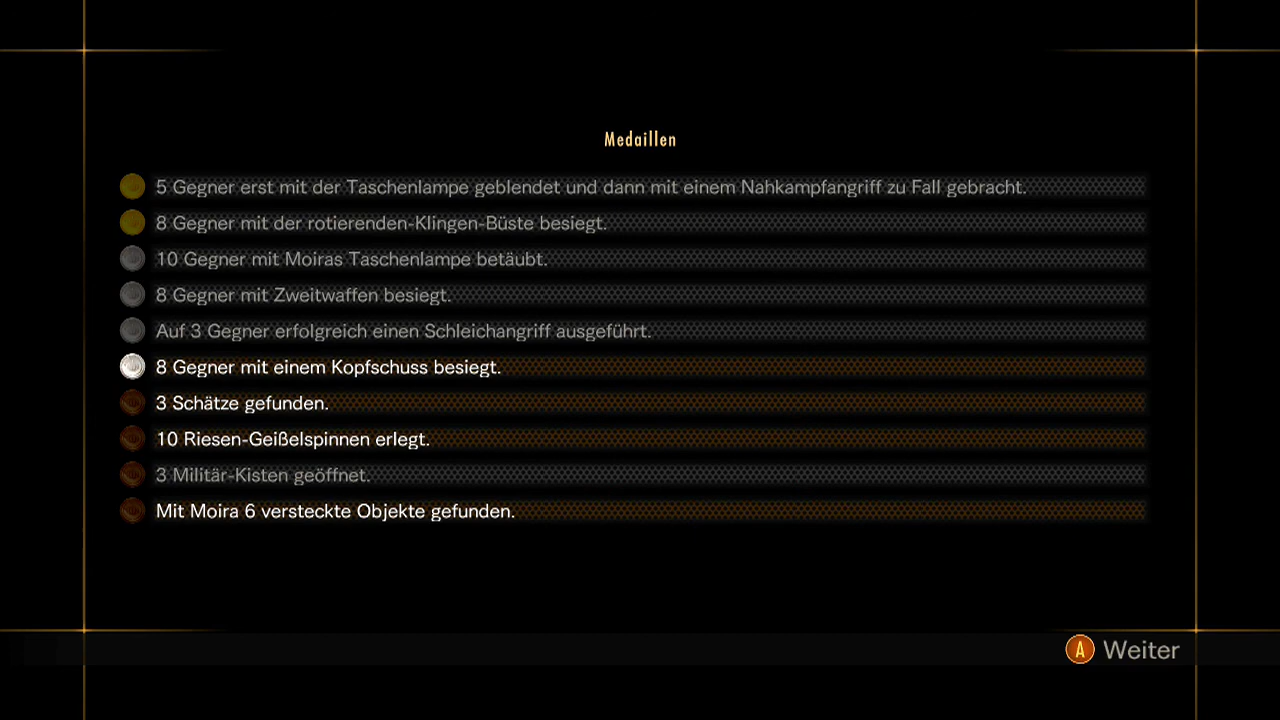 Medaillen
5 Gegner erst mit der Taschenlampe geblendet und dann mit einem Nahkampfangriff zu Fall gebracht.
8 Gegner mit der rotierenden-Klingen-Büste besiegt.
10 Gegner mit Moiras Taschenlampe betäubt.
8 Gegner mit Zweitwaffen besiegt.
Auf 3 Gegner erfolgreich einen Schleichangriff ausgeführt.
8 Gegner mit einem Kopfschuss besiegt.
3 Schätze gefunden.
10 Riesen-Geißelspinnen erlegt.
3 Militär-Kisten geöffnet.
Mit Moira 6 versteckte Objekte gefunden.
A Weiter